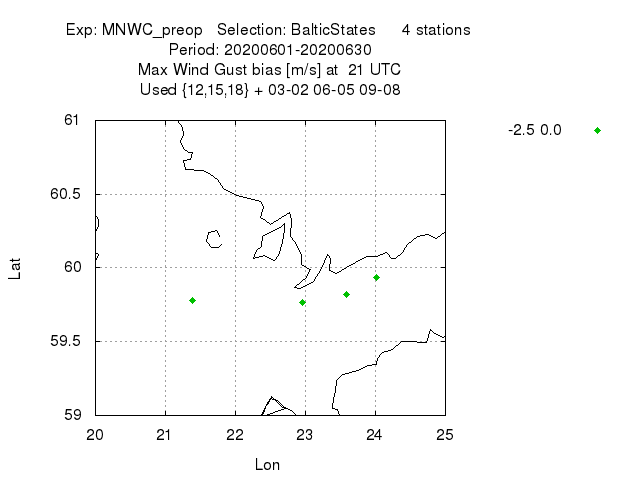 Exp: MNWC_preop   Selection: BalticStates      4 stations
Period: 20200601-20200630
Max Wind Gust bias [m/s] at  21 UTC
Used {12,15,18} + 03-02 06-05 09-08
-2.5 0.0
61
60.5
60
59.5
59
Lat
20 21 22 23 24 25
Lon